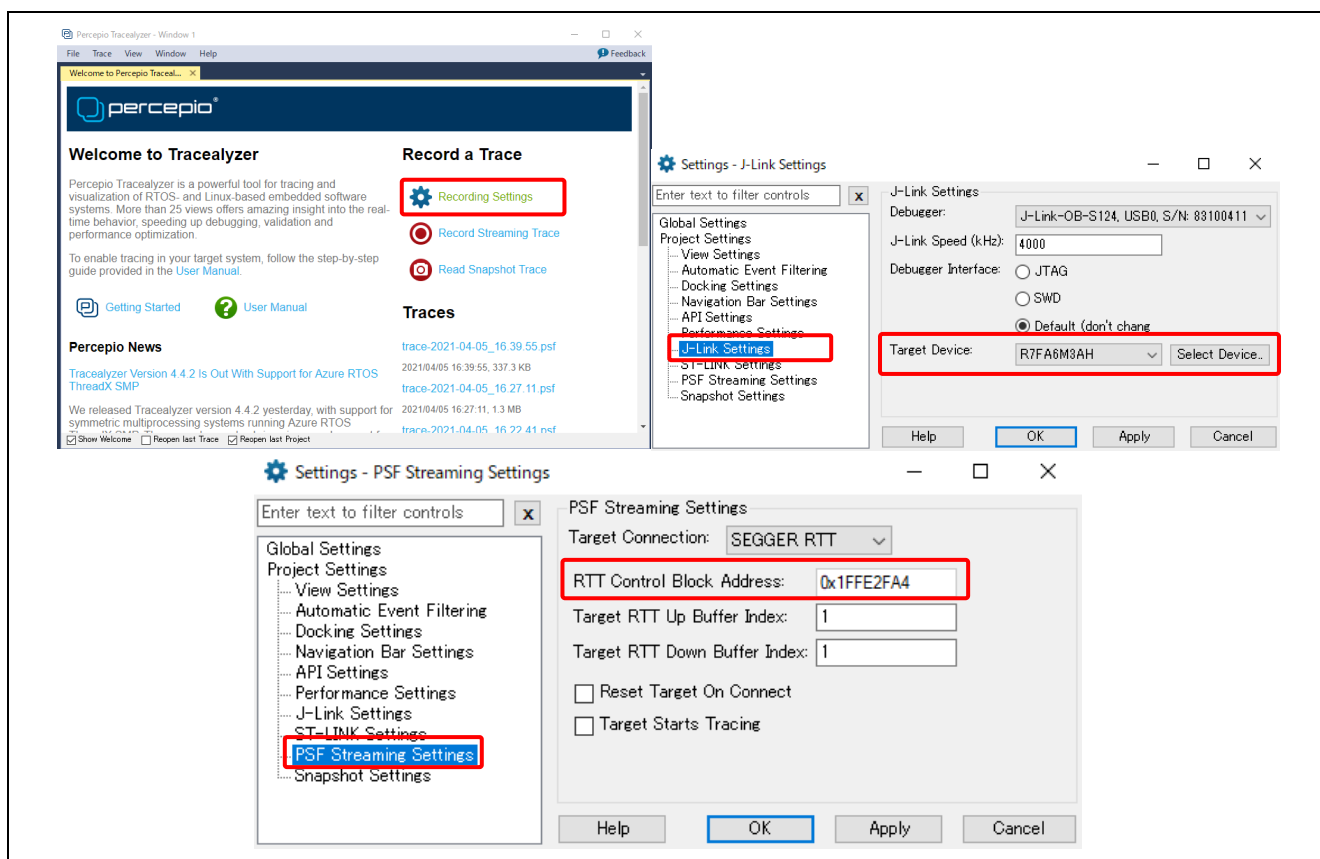 Percepio Tracealyzer - Window 1
File Trace View Window Help
Feedback
Welcome to Percepio Traceal... ×
percepio®
Welcome to Tracealyzer
Percepio Tracealyzer is a powerful tool for tracing and
visualization of RTOS- and Linux-based embedded software
systems. More than 25 views offers amazing insight into the real-
time behavior, speeding up debugging, validation and
performance optimization.
To enable tracing in your target system, follow the step-by-step
guide provided in the User Manual.
Getting Started
User Manual
Percepio News
Tracealyzer Version 4.4.2 Is Out With Support for Azure RTOS
ThreadX SMP
We released Tracealyzer version 4.4.2 yesterday, with support for
symmetric multiprocessing systems running Azure RTOS
Record a Trace
Recording Settings
Record Streaming Trace
Read Snapshot Trace
Traces
trace-2021-04-05_16.39.55.psf
2021/04/05 16:39:55, 337.3 KB
trace-2021-04-05_16.27.11.psf
2021/04/05 16:27:11, 1.3 MB
trace-2021-04-05_16.22.41.psf
Show Welcome Reopen last Trace Reopen last Project
Settings - J-Link Settings
Enter text to filter controls x
Global Settings
Project Settings
View Settings
Automatic Event Filtering
Docking Settings
Navigation Bar Settings
API Settings
Performance Settings
J-Link Settings
ST-LINK Settings
PSF Streaming Settings
Snapshot Settings
J-Link Settings
Debugger: J-Link-OB-S124, USB0, S/N: 83100411
J-Link Speed (kHz): 4000
Debugger Interface: JTAG
SWD
Default (don't chang
Target Device: R7FA6M3AH Select Device..
Help OK Apply Cancel
Settings - PSF Streaming Settings
Enter text to filter controls x
Global Settings
Project Settings
View Settings
Automatic Event Filtering
Docking Settings
Navigation Bar Settings
API Settings
Performance Settings
J-Link Settings
ST-LINK Settings
PSF Streaming Settings
Snapshot Settings
PSF Streaming Settings
Target Connection: SEGGER RTT
RTT Control Block Address: 0x1FFE2FA4
Target RTT Up Buffer Index: 1
Target RTT Down Buffer Index: 1
Reset Target On Connect
Target Starts Tracing
Help OK Apply Cancel